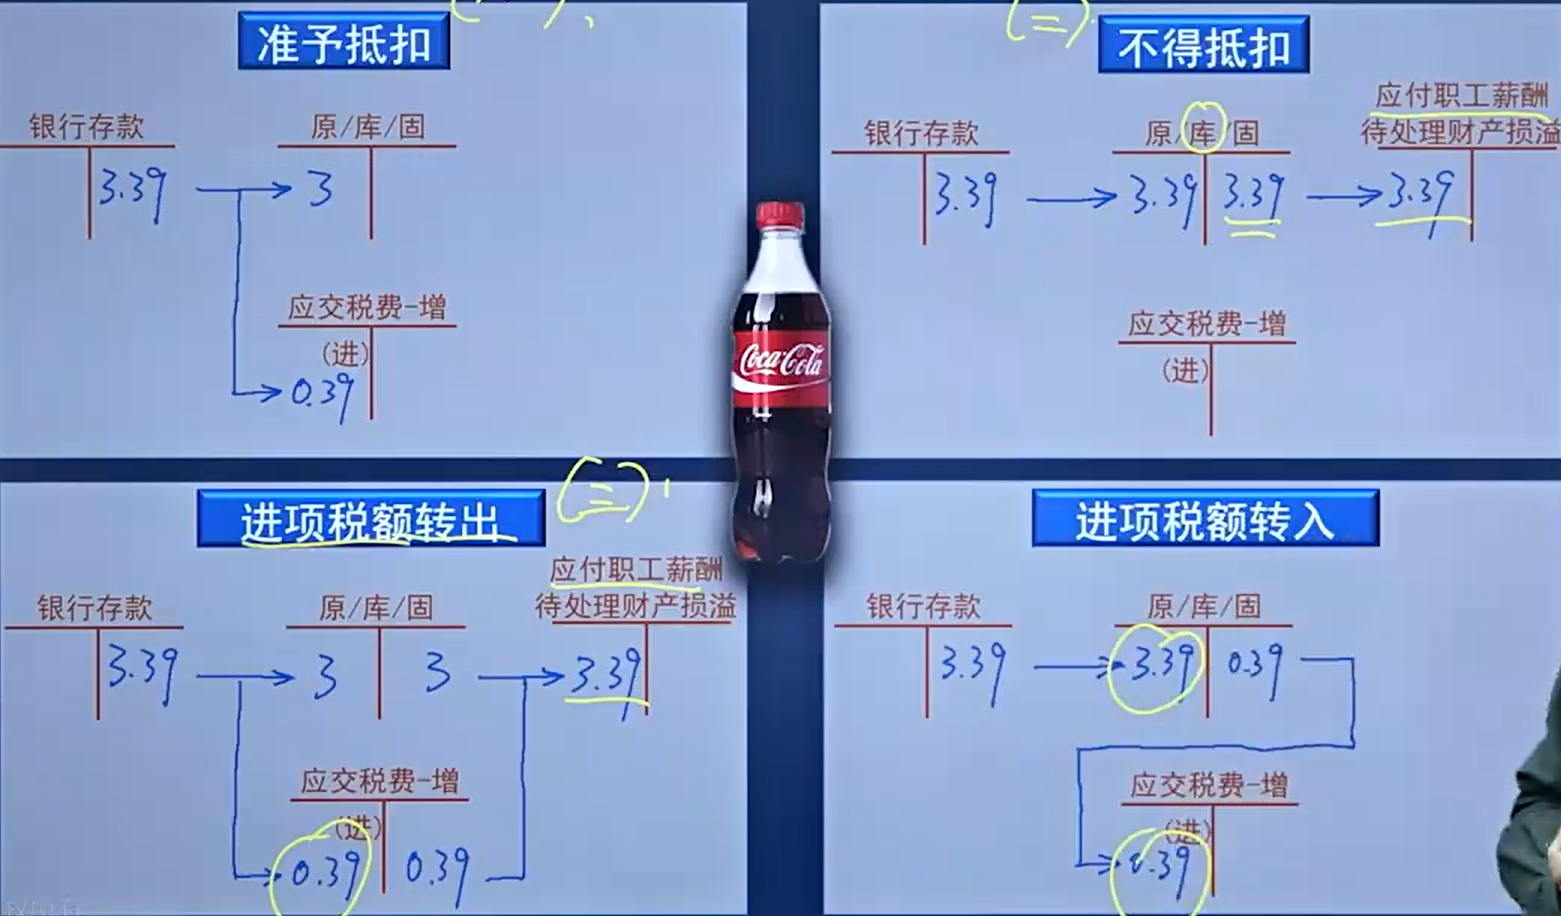 准予抵扣
银行存款
原/库/固
3.39
3
应交税费-增
(进)
0.39
(二)
不得抵扣
应付职工薪酬
银行存款
原/库/固
待处理财产损溢
3.39
3.39
3.39
3.39
应交税费-增
(进)
Coca-Cola
进项税额转出
(三)、
应付职工薪酬
银行存款
原/库/固
待处理财产损溢
3.39
3
3
3.39
应交税费-增
(进)
0.39
0.39
进项税额转入
银行存款
原/库/固
3.39
3.39
0.39
应交税费-增
(进)
0.39